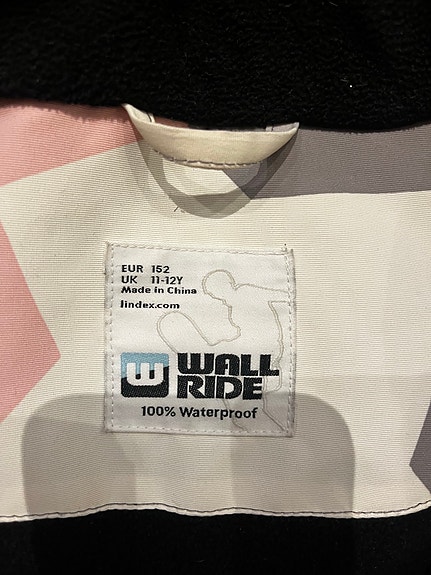 EUR 152
UK 11-12Y
Made in China
lindex.com
W WALL
RIDE
100% Waterproof